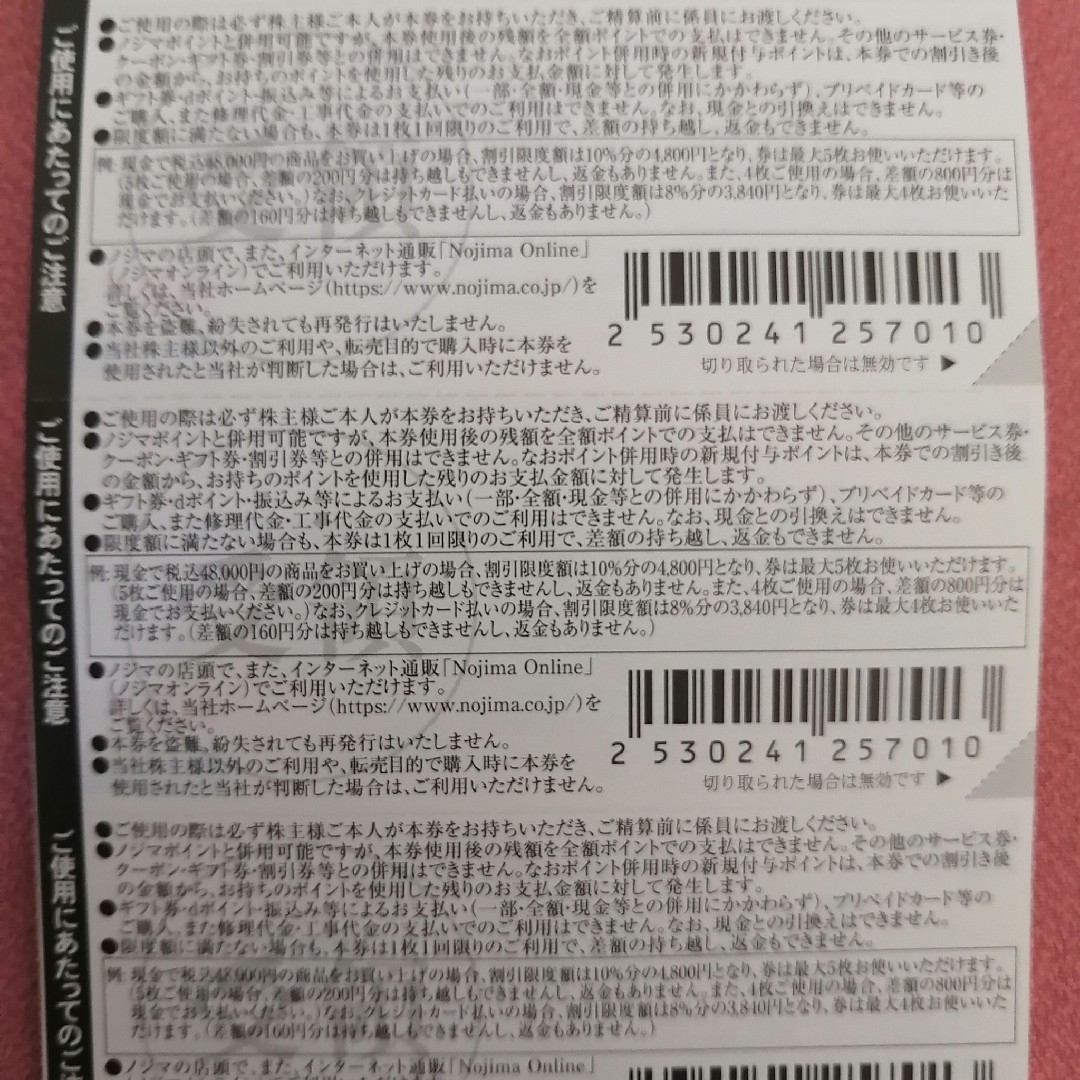 ご使用にあたってのご注意
●ご使用の際は必ず株主様ご本人が本券をお持ちいただき、ご精算前に係員にお渡しください。
●ノジマポイントと併用可能ですが、本券使用後の残額を全額ポイントでの支払はできません。その他のサービス券・
クーポン・ギフト券・割引券等との併用はできません。なおポイント併用時の新規付与ポイントは、本券での割引き後
の金額から、お持ちのポイントを使用した残りのお支払金額に対して発生します。
●ギフト券・dポイント・振込み等によるお支払い(一部・全額・現金等との併用にかかわらず)、プリペイドカード等の
ご購入、また修理代金・工事代金の支払いでのご利用はできません。なお、現金との引換えはできません。
●限度額に満たない場合も、本券は1枚1回限りのご利用で、差額の持ち越し、返金もできません。
例:現金で税込48,000円の商品をお買い上げの場合、割引限度額は10%分の4,800円となり、券は最大5枚お使いいただけます。
(5枚ご使用の場合、差額の200円分は持ち越しもできませんし、返金もありません。また、4枚ご使用の場合、差額の800円分は
現金でお支払いください。)なお、クレジットカード払いの場合、割引限度額は8%分の3,840円となり、券は最大4枚お使いいた
だけます。(差額の160円分は持ち越しもできませんし、返金もありません。)
●ノジマの店頭で、また、インターネット通販「Nojima Online」
(ノジマオンライン)でご利用いただけます。
詳しくは、当社ホームページ(https://www.nojima.co.jp/)を
ご覧ください。
●本券を盗難、紛失されても再発行はいたしません。
●当社株主様以外のご利用や、転売目的で購入時に本券を
使用されたと当社が判断した場合は、ご利用いただけません。
2 530241 257010
切り取られた場合は無効です ▶
ご使用にあたってのご注意
●ご使用の際は必ず株主様ご本人が本券をお持ちいただき、ご精算前に係員にお渡しください。
●ノジマポイントと併用可能ですが、本券使用後の残額を全額ポイントでの支払はできません。その他のサービス券・
クーポン・ギフト券・割引券等との併用はできません。なおポイント併用時の新規付与ポイントは、本券での割引き後
の金額から、お持ちのポイントを使用した残りのお支払金額に対して発生します。
●ギフト券・dポイント・振込み等によるお支払い(一部・全額・現金等との併用にかかわらず)、プリペイドカード等の
ご購入、また修理代金・工事代金の支払いでのご利用はできません。なお、現金との引換えはできません。
●限度額に満たない場合も、本券は1枚1回限りのご利用で、差額の持ち越し、返金もできません。
例:現金で税込48,000円の商品をお買い上げの場合、割引限度額は10%分の4,800円となり、券は最大5枚お使いいただけます。
(5枚ご使用の場合、差額の200円分は持ち越しもできませんし、返金もありません。また、4枚ご使用の場合、差額の800円分は
現金でお支払いください。)なお、クレジットカード払いの場合、割引限度額は8%分の3,840円となり、券は最大4枚お使いいた
だけます。(差額の160円分は持ち越しもできませんし、返金もありません。)
●ノジマの店頭で、また、インターネット通販「Nojima Online」
(ノジマオンライン)でご利用いただけます。
詳しくは、当社ホームページ(https://www.nojima.co.jp/)を
ご覧ください。
●本券を盗難、紛失されても再発行はいたしません。
●当社株主様以外のご利用や、転売目的で購入時に本券を
使用されたと当社が判断した場合は、ご利用いただけません。
2 530241 257010
切り取られた場合は無効です ▶
ご使用にあたってのご注
●ご使用の際は必ず株主様ご本人が本券をお持ちいただき、ご精算前に係員にお渡しください。
●ノジマポイントと併用可能ですが、本券使用後の残額を全額ポイントでの支払はできません。その他のサービス券・
クーポン・ギフト券・割引券等との併用はできません。なおポイント併用時の新規付与ポイントは、本券での割引き後
の金額から、お持ちのポイントを使用した残りのお支払金額に対して発生します。
●ギフト券・dポイント・振込み等によるお支払い(一部・全額・現金等との併用にかかわらず)、プリペイドカード等の
ご購入、また修理代金・工事代金の支払いでのご利用はできません。なお、現金との引換えはできません。
●限度額に満たない場合も、本券は1枚1回限りのご利用で、差額の持ち越し、返金もできません。
例:現金で税込48,000円の商品をお買い上げの場合、割引限度額は10%分の4,800円となり、券は最大5枚お使いいただけます。
(5枚ご使用の場合、差額の200円分は持ち越しもできませんし、返金もありません。また、4枚ご使用の場合、差額の800円分は
現金でお支払いください。)なお、クレジットカード払いの場合、割引限度額は8%分の3,840円となり、券は最大4枚お使いいた
だけます。(差額の160円分は持ち越しもできませんし、返金もありません。)
●ノジマの店頭で、また、インターネット通販「Nojima Online」